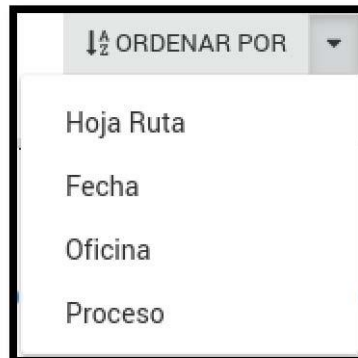 ORDENAR POR
Hoja Ruta
Fecha
Oficina
Proceso